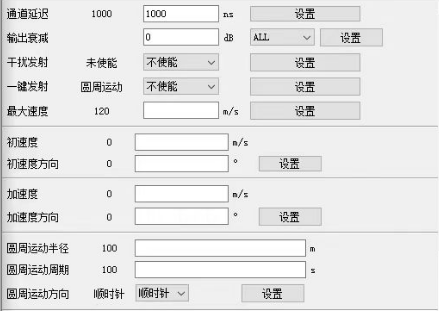 通道延迟 1000 1000 ns 设置
输出衰减 0 dB ALL 设置
干扰发射 未使能 不使能 设置
一键发射 圆周运动 不使能 设置
最大速度 120 m/s 设置
初速度 0 m/s
初速度方向 0 ° 设置
加速度 0 m/s
加速度方向 0 ° 设置
圆周运动半径 100 m
圆周运动周期 100 s
圆周运动方向 顺时针 顺时针 设置